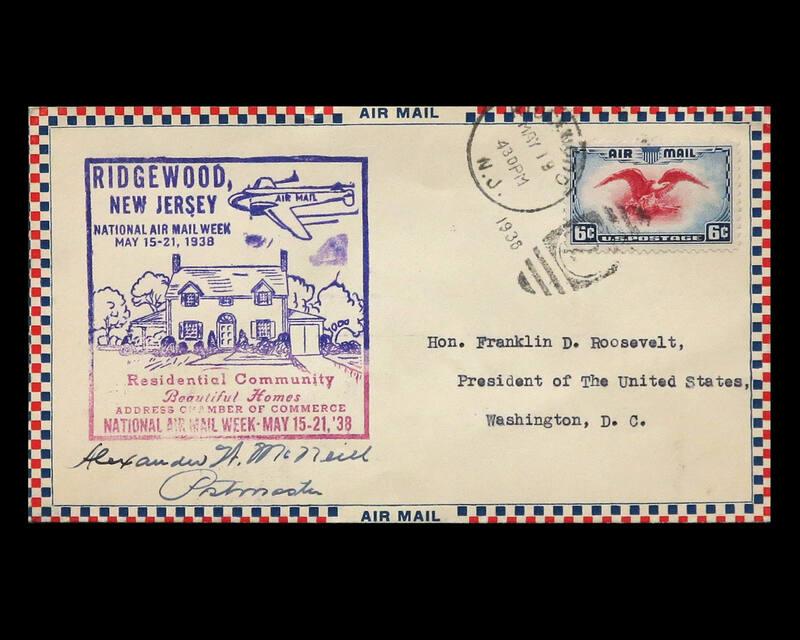 AIR MAIL
RIDGEWOOD,
NEW JERSEY
NATIONAL AIR MAIL WEEK
MAY 15-21, 1938
AIR MAIL
Residential Community
Beautiful Homes
ADDRESS CHAMBER OF COMMERCE
NATIONAL AIR MAIL WEEK-MAY 15-21,'38
Alexander W. McNeill
Postmaster
MAY 19
430PM
N.J.
1938
AIR MAIL
6¢ U.S. POSTAGE 6¢
Hon. Franklin D. Roosevelt,
President of The United States,
Washington, D. C.
AIR MAIL